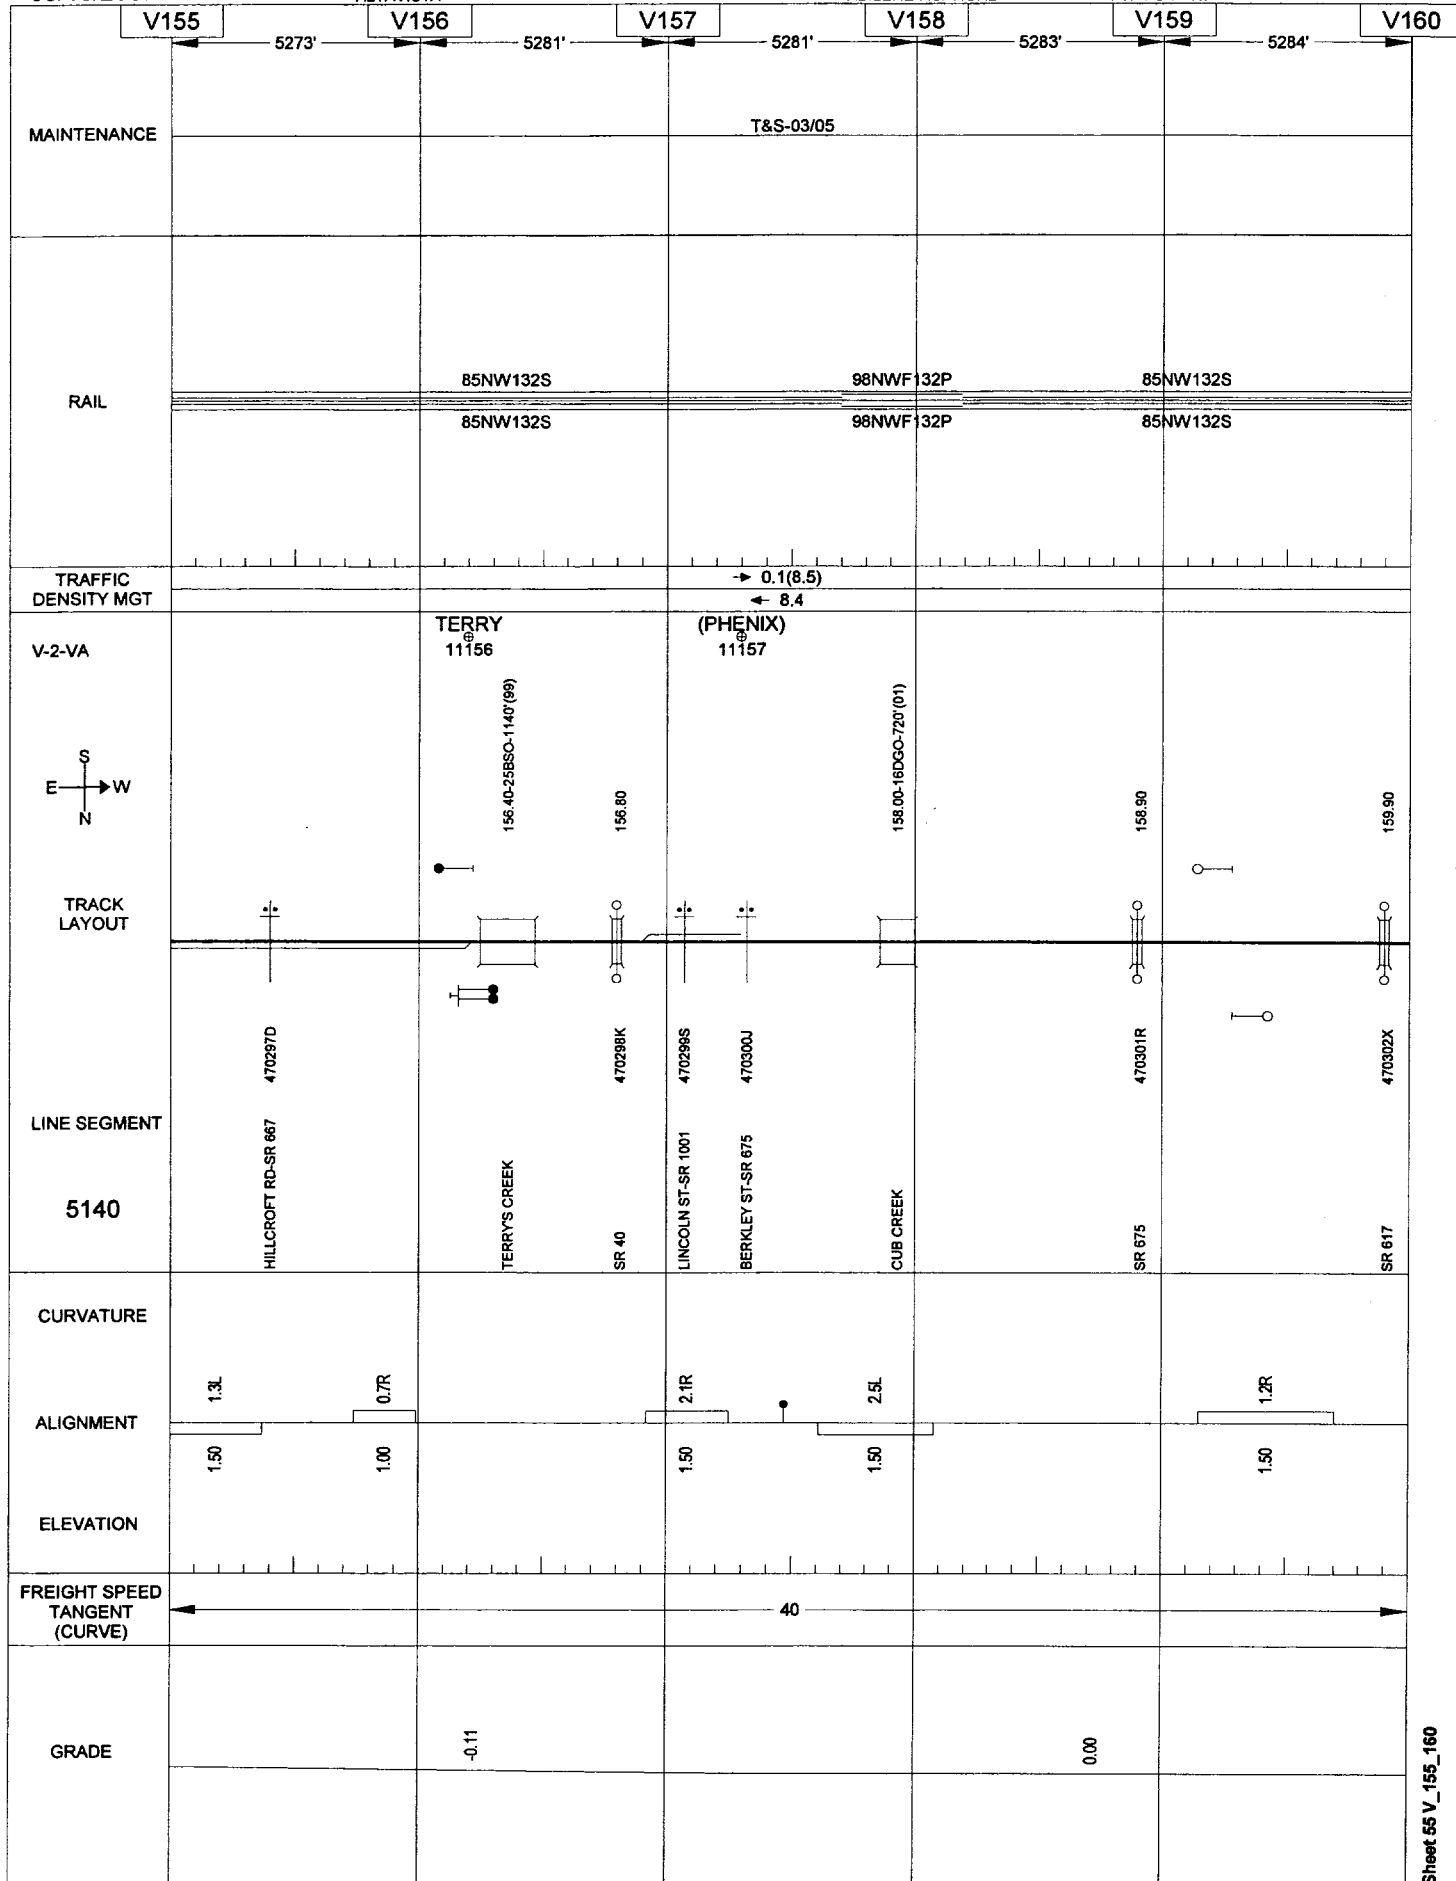 V155 V156 V157 V158 V159 V160
5273' 5281' 5281' 5283' 5284'
MAINTENANCE
T&S-03/05
RAIL
85NW132S 98NWF132P 85NW132S
85NW132S 98NWF132P 85NW132S
TRAFFIC
DENSITY MGT
0.1(8.5)
8.4
V-2-VA
TERRY
11156
(PHENIX)
11157
S
E W
N
156.40-25BSO-1140'(99)
156.80
158.00-16DGO-720'(01)
158.90
159.90
TRACK
LAYOUT
470297D
470298K
470299S
470300J
470301R
470302X
LINE SEGMENT
5140
HILLCROFT RD-SR 667
TERRY'S CREEK
SR 40
LINCOLN ST-SR 1001
BERKLEY ST-SR 675
CUB CREEK
SR 675
SR 617
CURVATURE
1.3L
0.7R
2.1R
2.5L
1.2R
ALIGNMENT
1.50
1.00
1.50
1.50
1.50
ELEVATION
FREIGHT SPEED
TANGENT
(CURVE)
40
GRADE
-0.11
0.00
Sheet 55 V_155_160